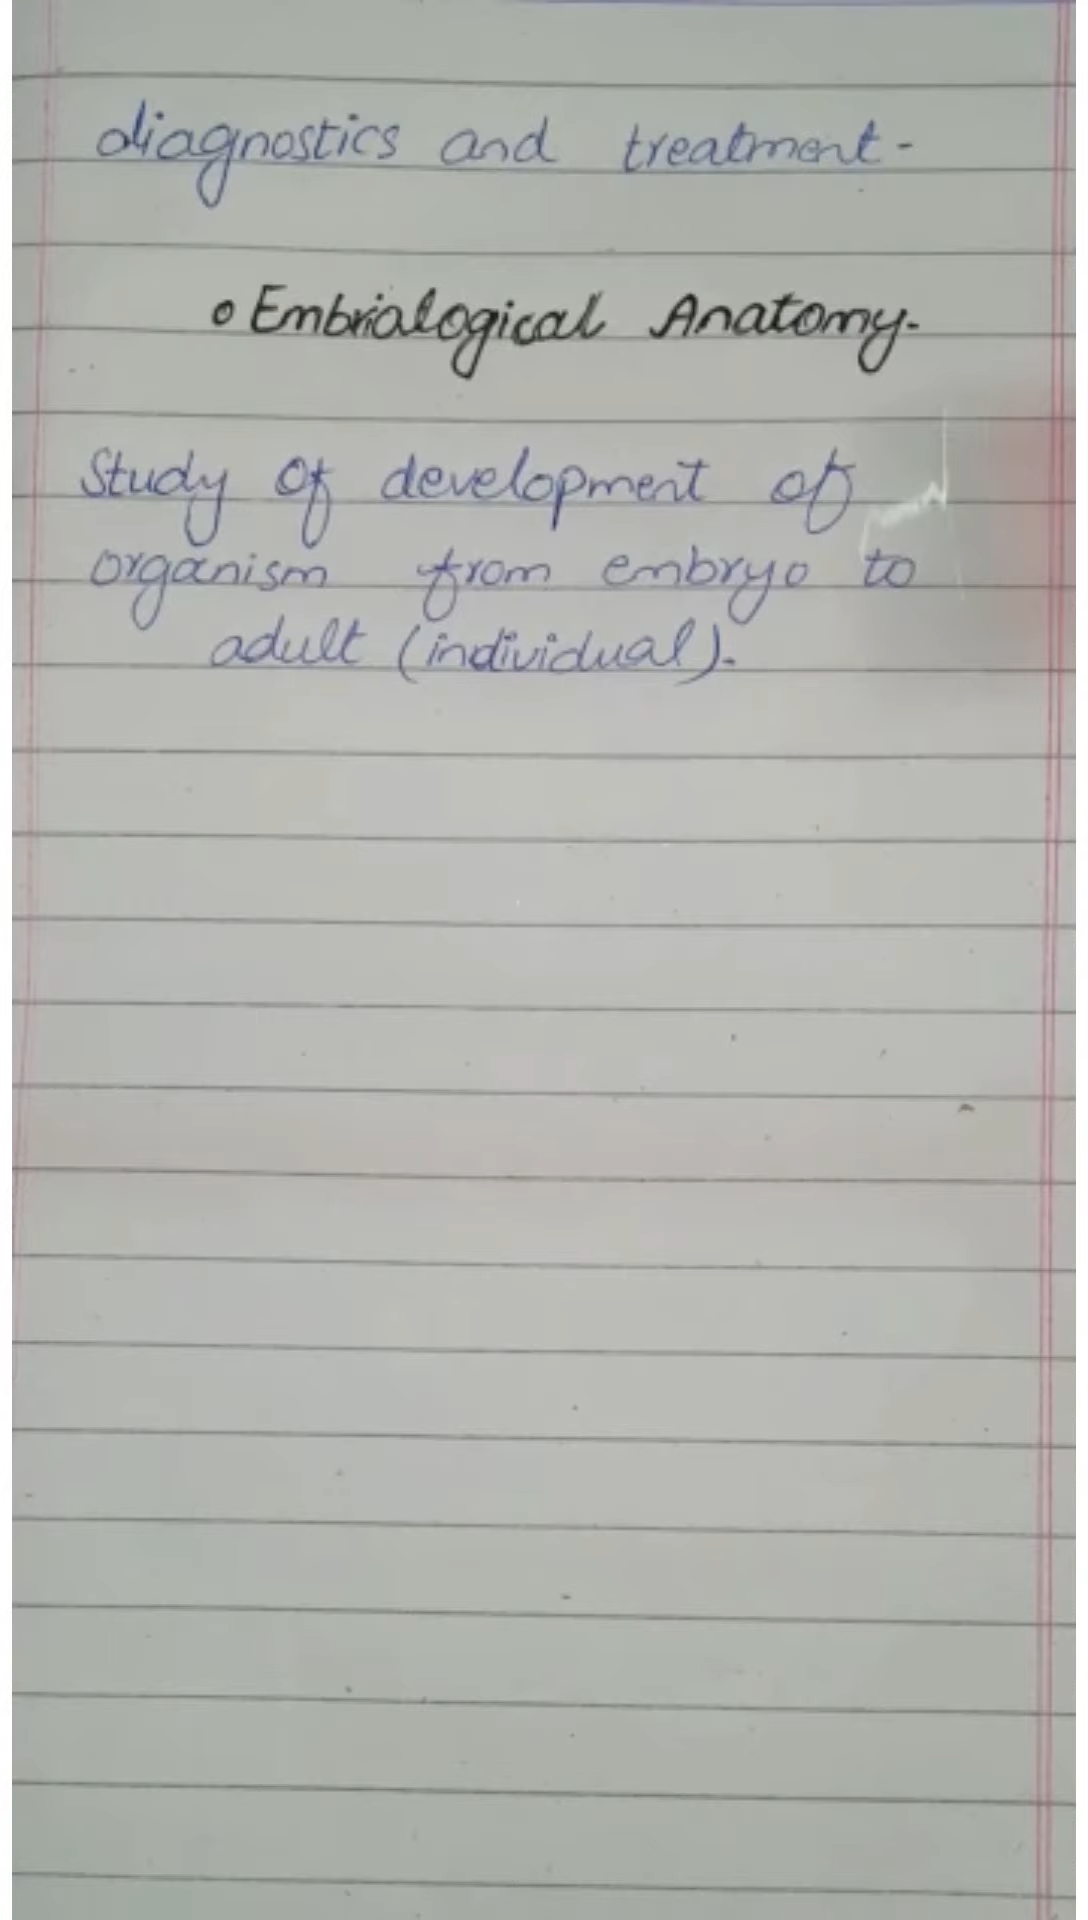 diagnostics and treatment.
• Embrialogical Anatomy.
Study of development of
organism from embryo to
adult (individual).